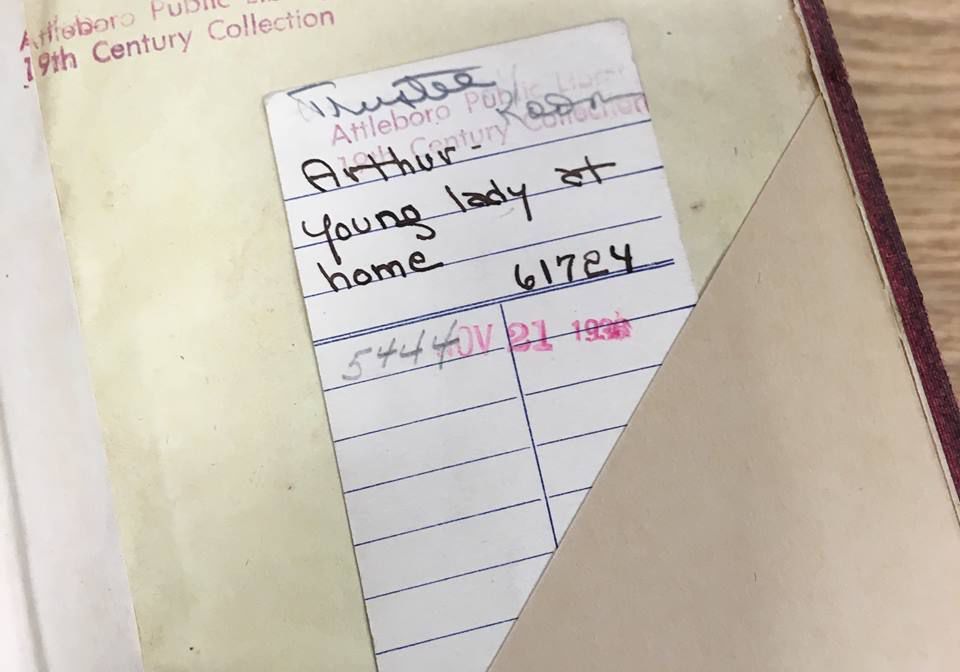 Attleboro Public
19th Century Collection
Trustee
Room
Attleboro Public Library
19th Century Collection
Arthur-
young lady at
home
61724
5444 NOV 21